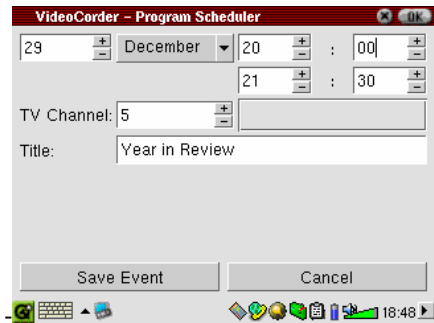 VideoCorder – Program Scheduler OK
29 December 20 : 00
21 : 30
TV Channel: 5
Title: Year in Review
Save Event Cancel
18:48